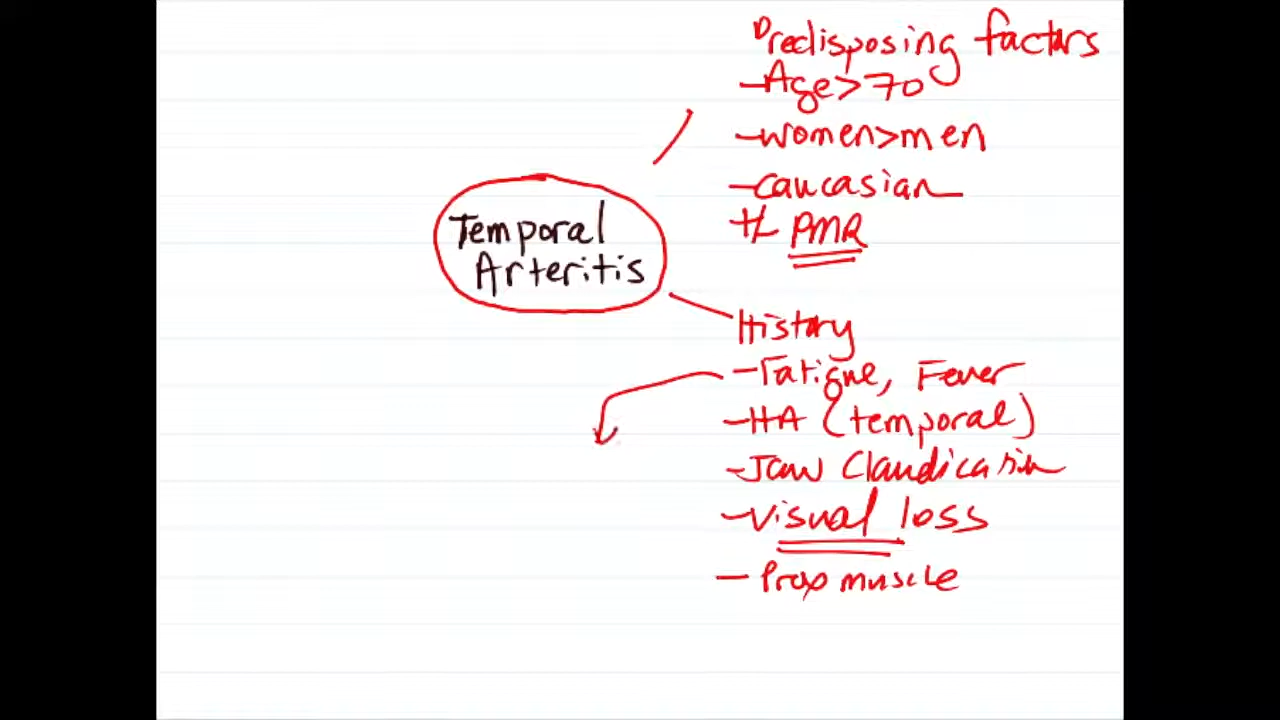 Predisposing factors
-Age>70
-women>men
-caucasian
+/- PMR
Temporal
Arteritis
History
-Fatigue, Fever
-HA (temporal)
-Jaw Claudication
-Visual loss
- Prox muscle